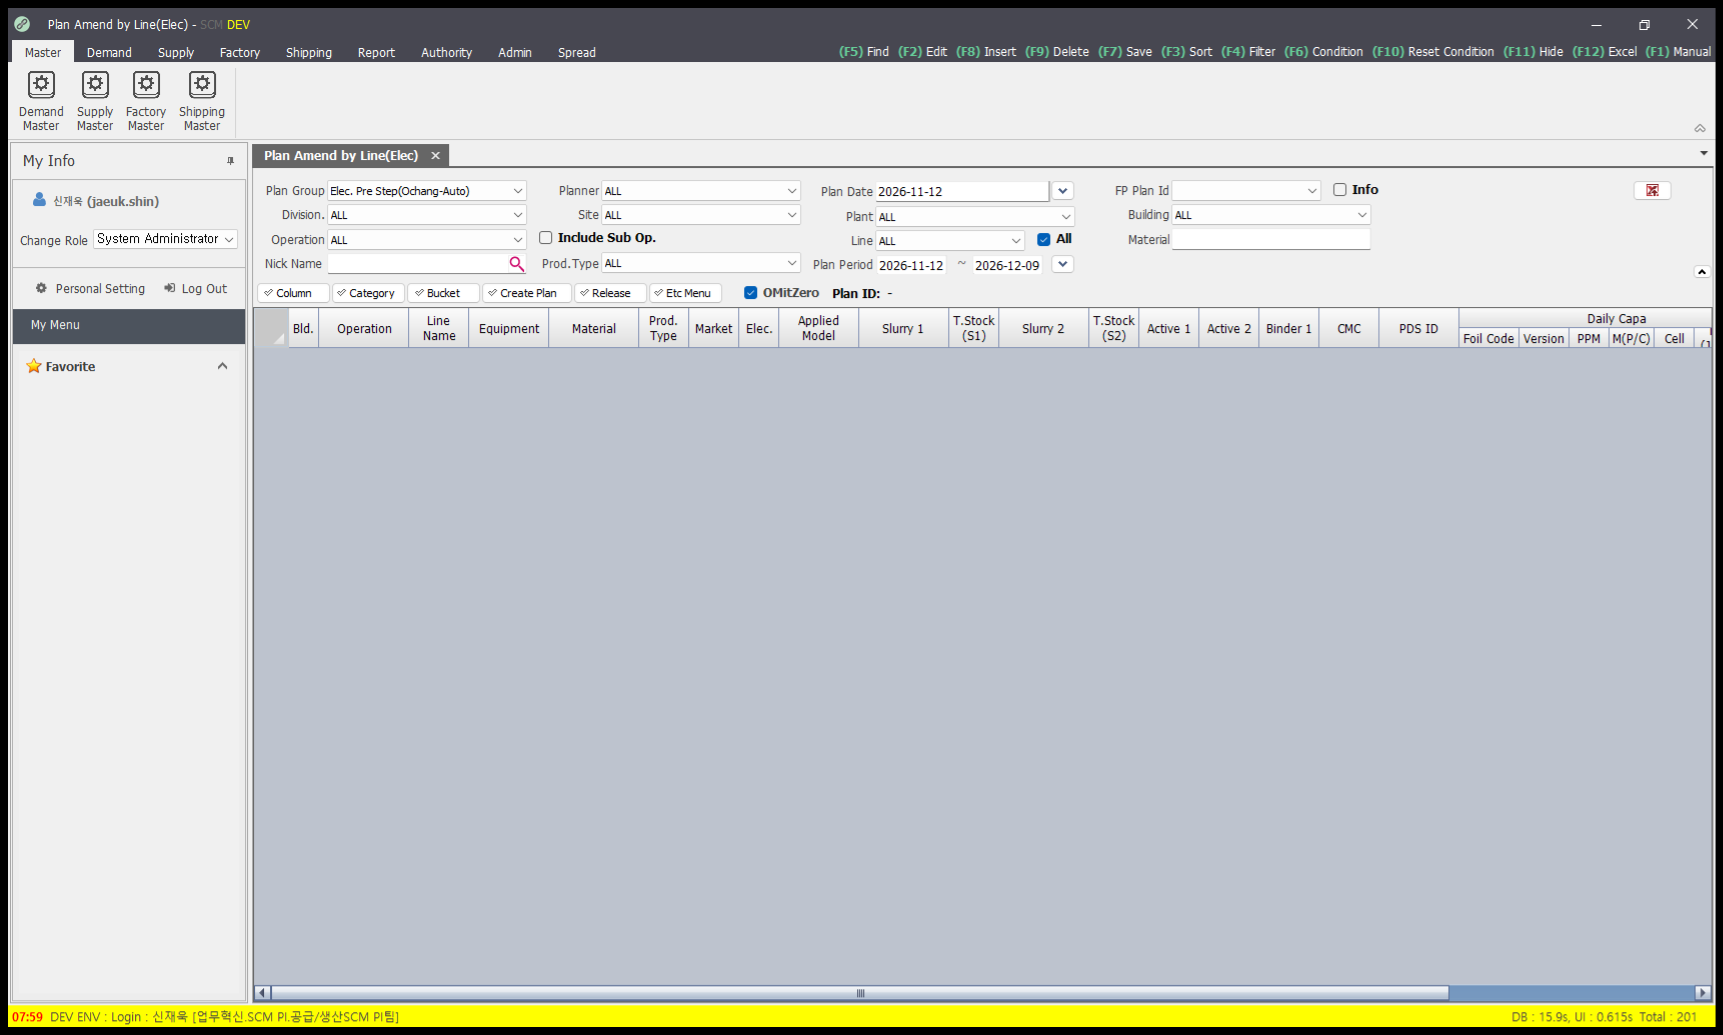 Plan Amend by Line(Elec) - SCM DEV
Master Demand Supply Factory Shipping Report Authority Admin Spread
(F5) Find (F2) Edit (F8) Insert (F9) Delete (F7) Save (F3) Sort (F4) Filter (F6) Condition (F10) Reset Condition (F11) Hide (F12) Excel (F1) Manual
Demand Master
Supply Master
Factory Master
Shipping Master
My Info
신재욱 (jaeuk.shin)
Change Role System Administrator
Personal Setting Log Out
My Menu
Favorite
Plan Amend by Line(Elec)
Plan Group Elec. Pre Step(Ochang-Auto) Planner ALL Plan Date 2026-11-12 FP Plan Id Info
Division. ALL Site ALL Plant ALL Building ALL
Operation ALL Include Sub Op. Line ALL All Material
Nick Name Prod.Type ALL Plan Period 2026-11-12 ~ 2026-12-09
Column Category Bucket Create Plan Release Etc Menu OMitZero Plan ID: -
Bld. Operation Line Name Equipment Material Prod. Type Market Elec. Applied Model Slurry 1 T.Stock (S1) Slurry 2 T.Stock (S2) Active 1 Active 2 Binder 1 CMC PDS ID Daily Capa
Foil Code Version PPM M(P/C) Cell
07:59 DEV ENV : Login : 신재욱 [업무혁신.SCM PI.공급/생산SCM PI팀]
DB : 15.9s, UI : 0.615s Total : 201